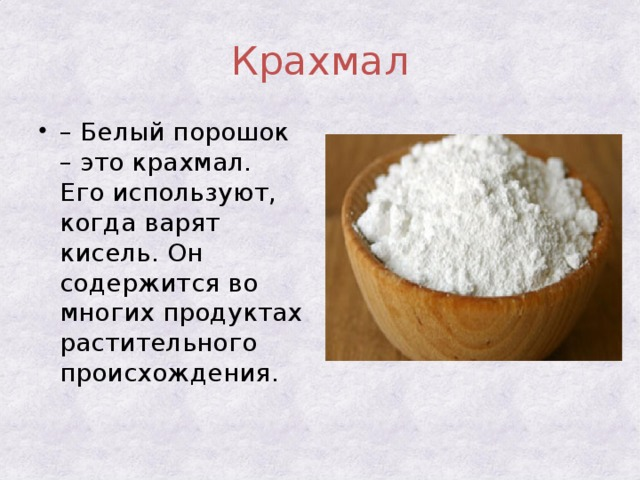 Крахмал
• – Белый порошок
– это крахмал.
Его используют,
когда варят
кисель. Он
содержится во
многих продуктах
растительного
происхождения.